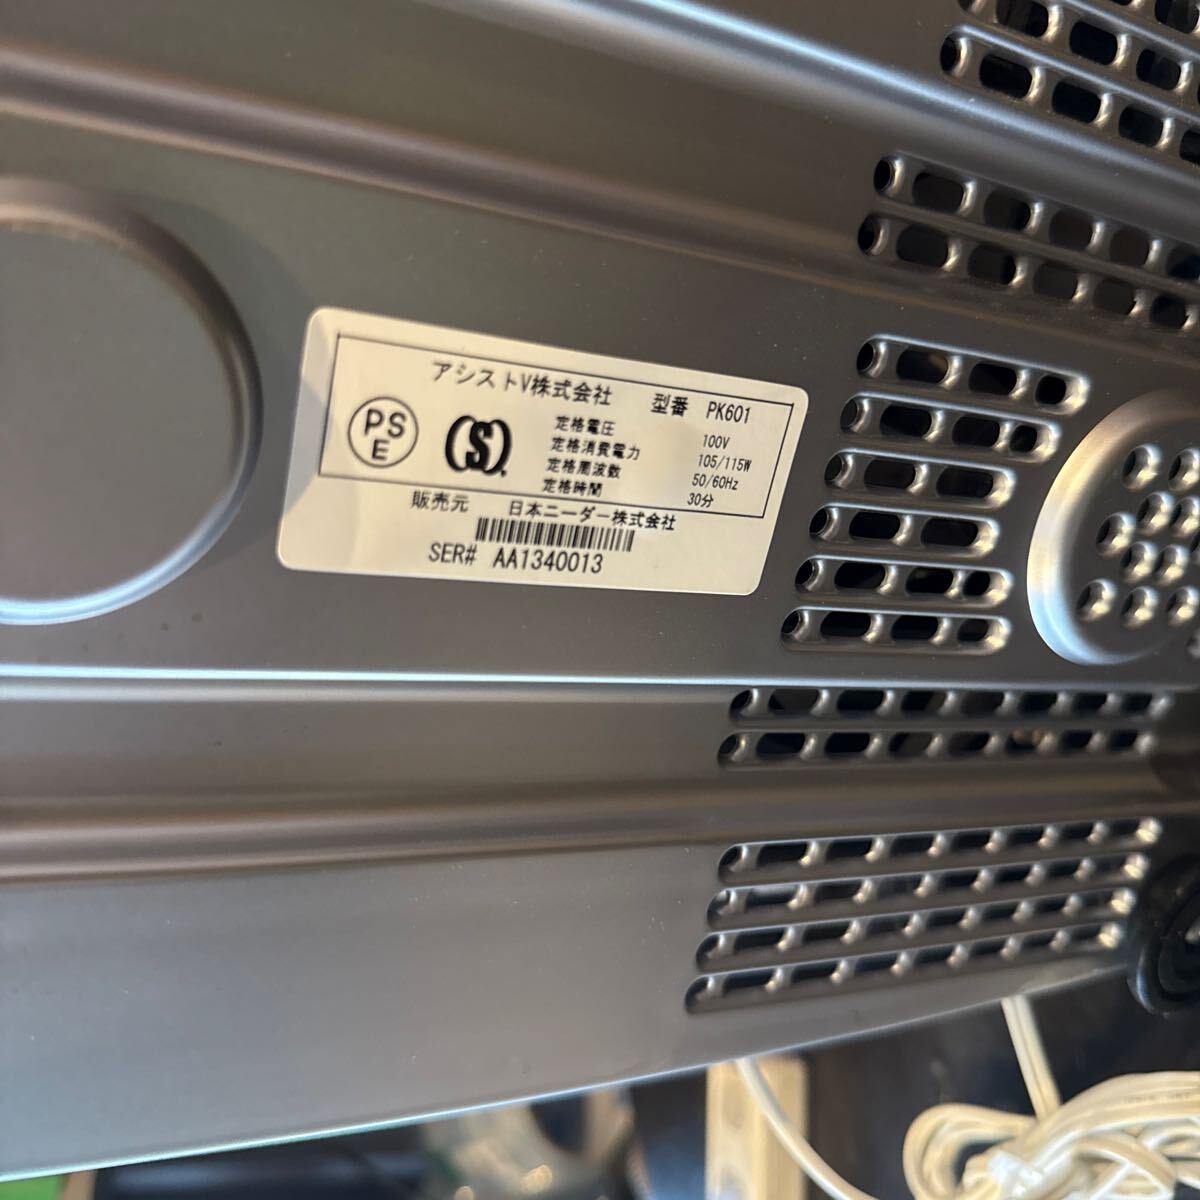 アシストV株式会社 型番 PK601
PS
E
(S)
定格電圧 100V
定格消費電力 105/115W
定格周波数 50/60Hz
定格時間 30分
販売元 日本ニーダー株式会社
SER# AA1340013